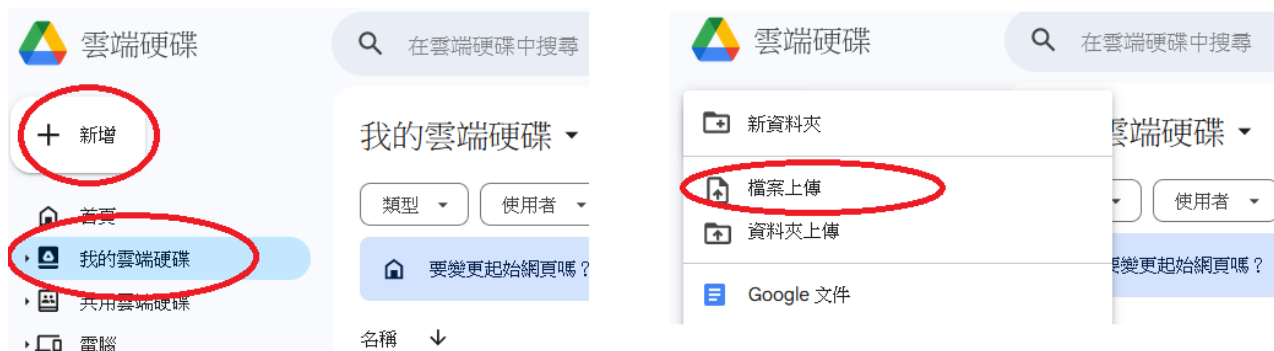 雲端硬碟
在雲端硬碟中搜尋
新增
我的雲端硬碟
類型
使用者
首頁
我的雲端硬碟
要變更起始網頁嗎？
共用雲端硬碟
電腦
名稱
雲端硬碟
在雲端硬碟中搜尋
新資料夾
雲端硬碟
檔案上傳
使用者
資料夾上傳
要變更起始網頁嗎？
Google 文件